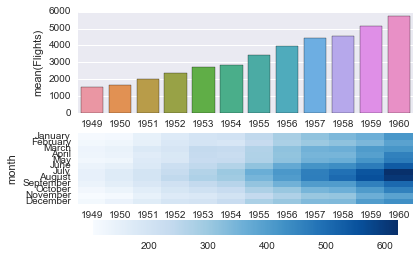 6000
5000
4000
3000
2000
1000
0
mean(Flights)
1949 1950 1951 1952 1953 1954 1955 1956 1957 1958 1959 1960
month
January
February
March
April
May
June
July
August
September
October
November
December
1949 1950 1951 1952 1953 1954 1955 1956 1957 1958 1959 1960
200 300 400 500 600